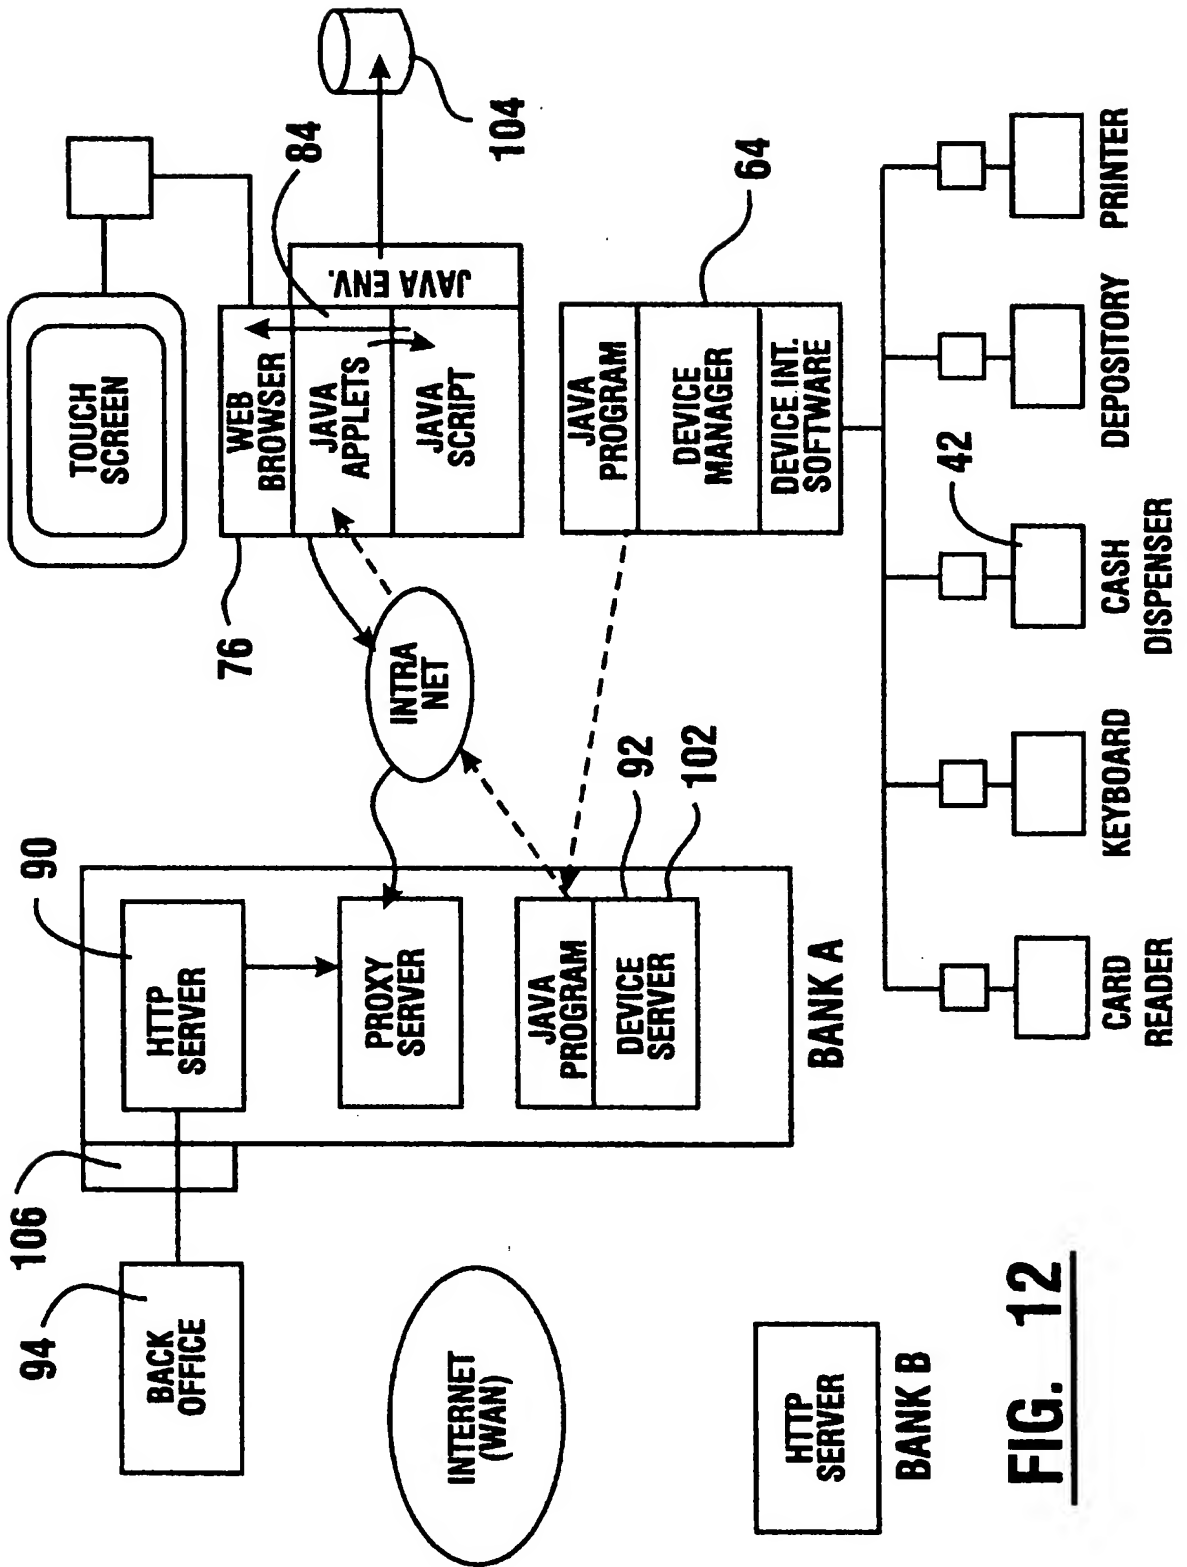 94
BACK
OFFICE
106
90
HTTP
SERVER
PROXY
SERVER
JAVA
PROGRAM
DEVICE
SERVER
92
102
BANK A
INTERNET
(WAN)
HTTP
SERVER
BANK B
INTRA
NET
76
TOUCH
SCREEN
WEB
BROWSER
JAVA
APPLETS
JAVA
SCRIPT
JAVA ENV.
84
104
JAVA
PROGRAM
DEVICE
MANAGER
DEVICE INT.
SOFTWARE
64
42
CARD
READER
KEYBOARD
CASH
DISPENSER
DEPOSITORY
PRINTER
FIG. 12